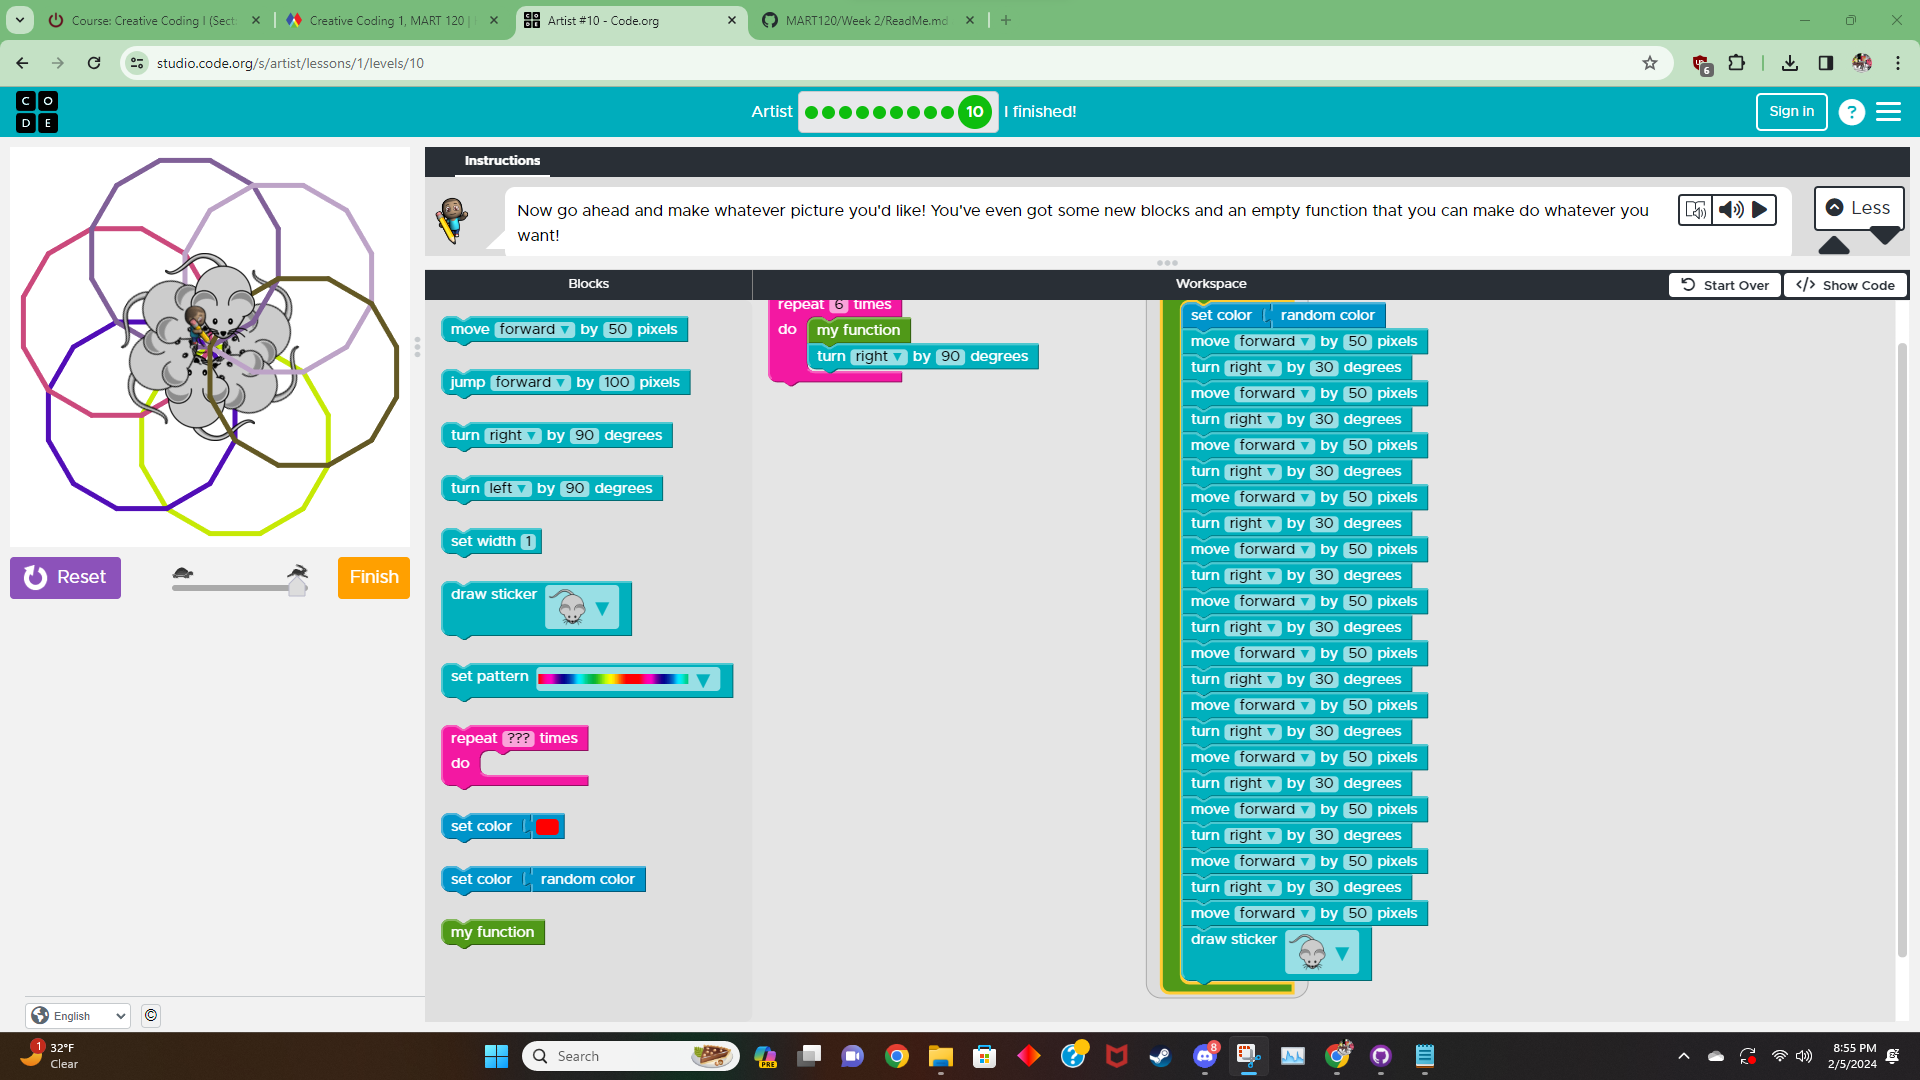 Course: Creative Coding I (Sect
Creative Coding 1, MART 120 |
Artist #10 - Code.org
MART120/Week 2/ReadMe.md
studio.code.org/s/artist/lessons/1/levels/10
6
C O
D E
Artist
10
I finished!
Sign In
?
Instructions
Now go ahead and make whatever picture you'd like! You've even got some new blocks and an empty function that you can make do whatever you
want!
Less
Blocks
Workspace
Start Over
</> Show Code
Reset
Finish
move forward by 50 pixels
jump forward by 100 pixels
turn right by 90 degrees
turn left by 90 degrees
set width 1
draw sticker
set pattern
repeat ??? times
do
set color
set color random color
my function
repeat 6 times
do my function
turn right by 90 degrees
set color random color
move forward by 50 pixels
turn right by 30 degrees
move forward by 50 pixels
turn right by 30 degrees
move forward by 50 pixels
turn right by 30 degrees
move forward by 50 pixels
turn right by 30 degrees
move forward by 50 pixels
turn right by 30 degrees
move forward by 50 pixels
turn right by 30 degrees
move forward by 50 pixels
turn right by 30 degrees
move forward by 50 pixels
turn right by 30 degrees
move forward by 50 pixels
turn right by 30 degrees
move forward by 50 pixels
turn right by 30 degrees
move forward by 50 pixels
turn right by 30 degrees
move forward by 50 pixels
draw sticker
English
©
1
32°F
Clear
Search
PRE
8
8:55 PM
2/5/2024